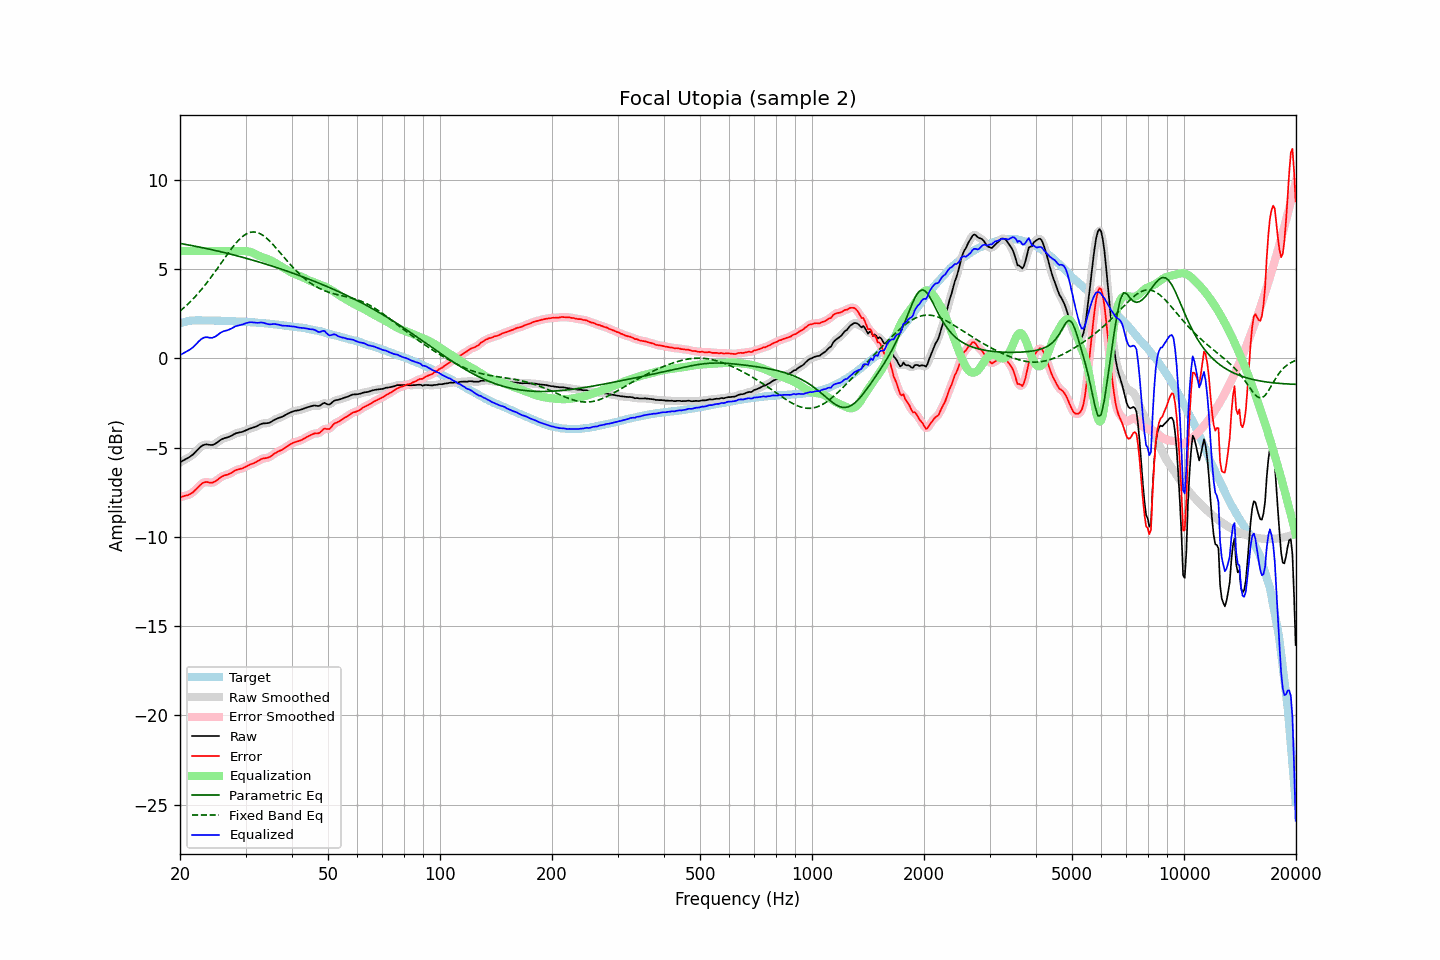 Focal Utopia (sample 2)
Amplitude (dBr)
10
5
0
−5
−10
−15
−20
−25
Target
Raw Smoothed
Error Smoothed
Raw
Error
Equalization
Parametric Eq
Fixed Band Eq
Equalized
20 50 100 200 500 1000 2000 5000 10000 20000
Frequency (Hz)